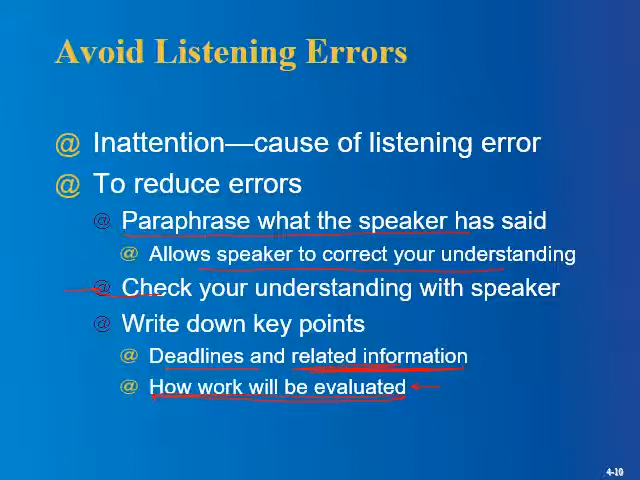 Avoid Listening Errors
@ Inattention—cause of listening error
@ To reduce errors
@ Paraphrase what the speaker has said
@ Allows speaker to correct your understanding
@ Check your understanding with speaker
@ Write down key points
@ Deadlines and related information
@ How work will be evaluated
4-10